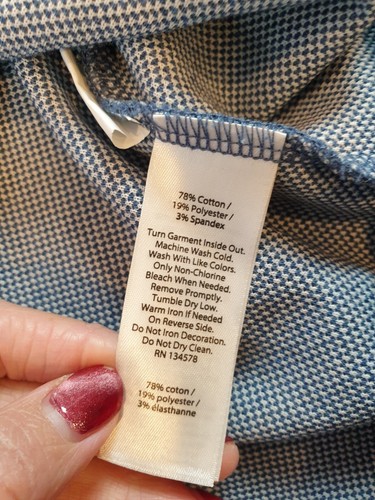 78% Cotton /
19% Polyester /
3% Spandex
Turn Garment Inside Out.
Machine Wash Cold.
Wash With Like Colors.
Only Non-Chlorine
Bleach When Needed.
Remove Promptly.
Tumble Dry Low.
Warm Iron If Needed
On Reverse Side.
Do Not Iron Decoration.
Do Not Dry Clean.
RN 134578
78% coton /
19% polyester /
3% élasthanne